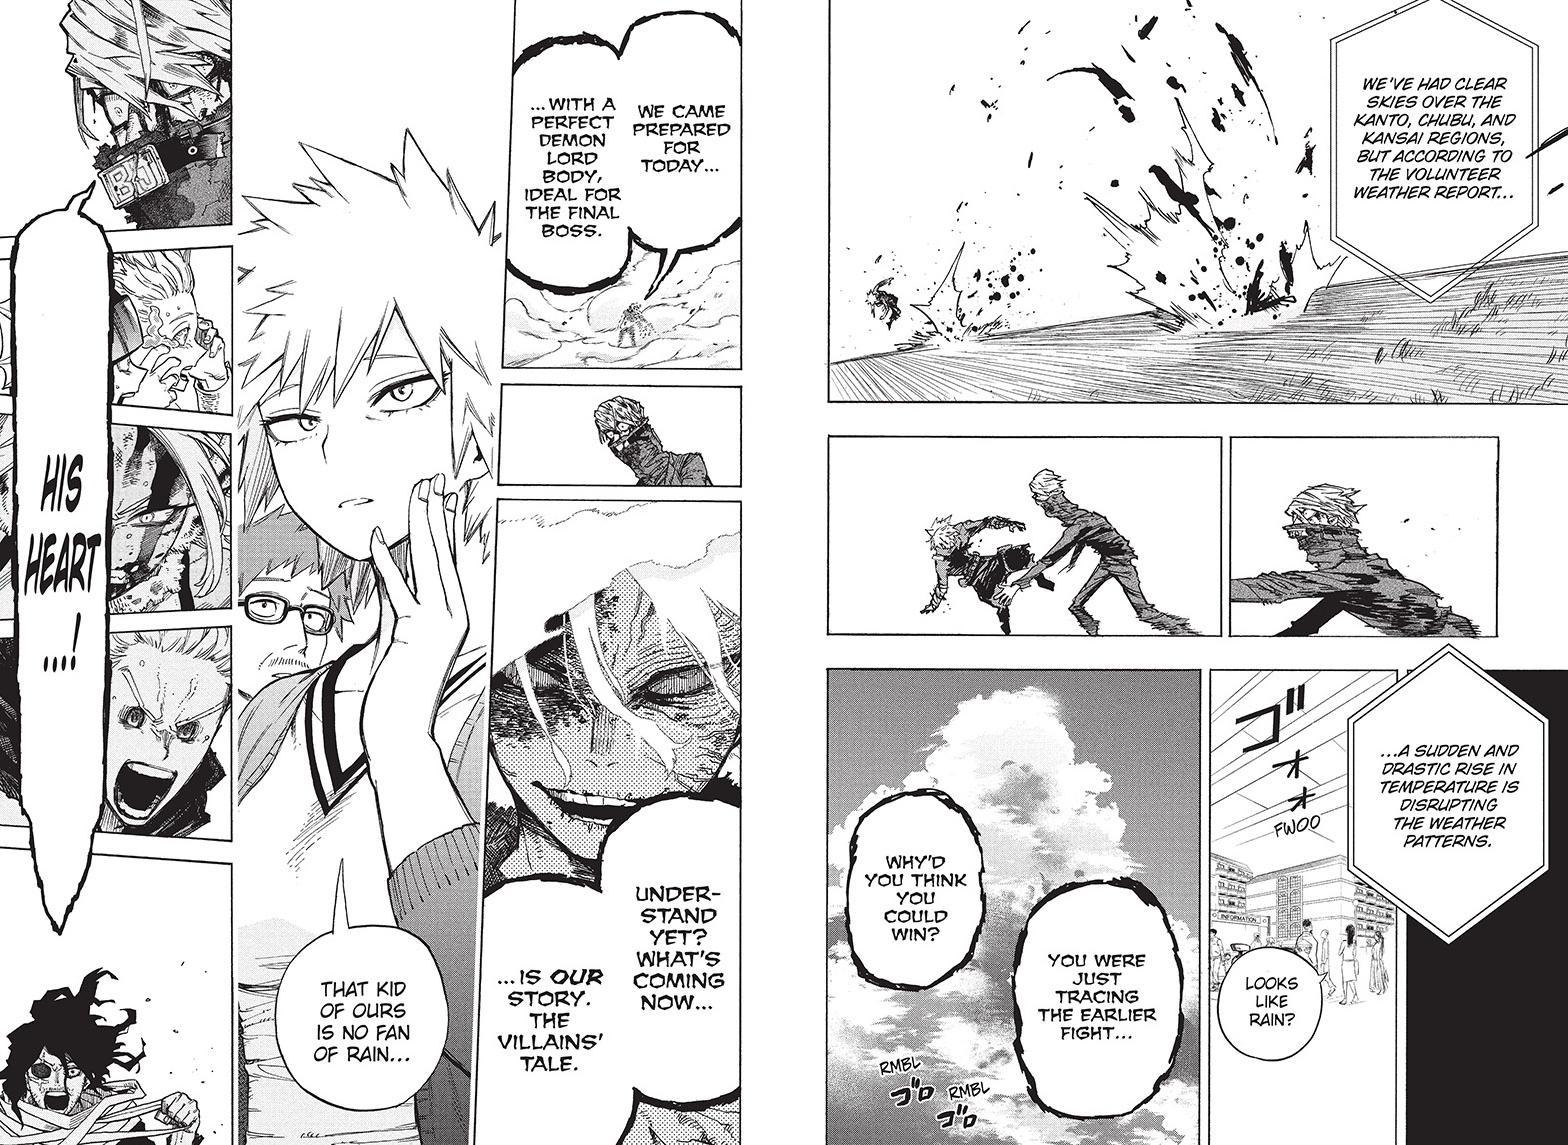 WE'VE HAD CLEAR
SKIES OVER THE
KANTO, CHUBU, AND
KANSAI REGIONS,
BUT ACCORDING TO
THE VOLUNTEER
WEATHER REPORT...
...A SUDDEN AND
DRASTIC RISE IN
TEMPERATURE IS
DISRUPTING
THE WEATHER
PATTERNS.
ゴォォ
FWOO
INFORMATION
LOOKS
LIKE
RAIN?
YOU WERE
JUST
TRACING
THE EARLIER
FIGHT...
WHY'D
YOU THINK
YOU
COULD
WIN?
RMBL
ゴロ
RMBL
ゴロ
WE CAME
PREPARED
FOR
TODAY...
...WITH A
PERFECT
DEMON
LORD
BODY,
IDEAL FOR
THE FINAL
BOSS.
UNDER-
STAND
YET?
WHAT'S
COMING
NOW...
...IS OUR
STORY.
THE
VILLAINS'
TALE.
THAT KID
OF OURS
IS NO FAN
OF RAIN...
BJ
HIS
HEART
...!